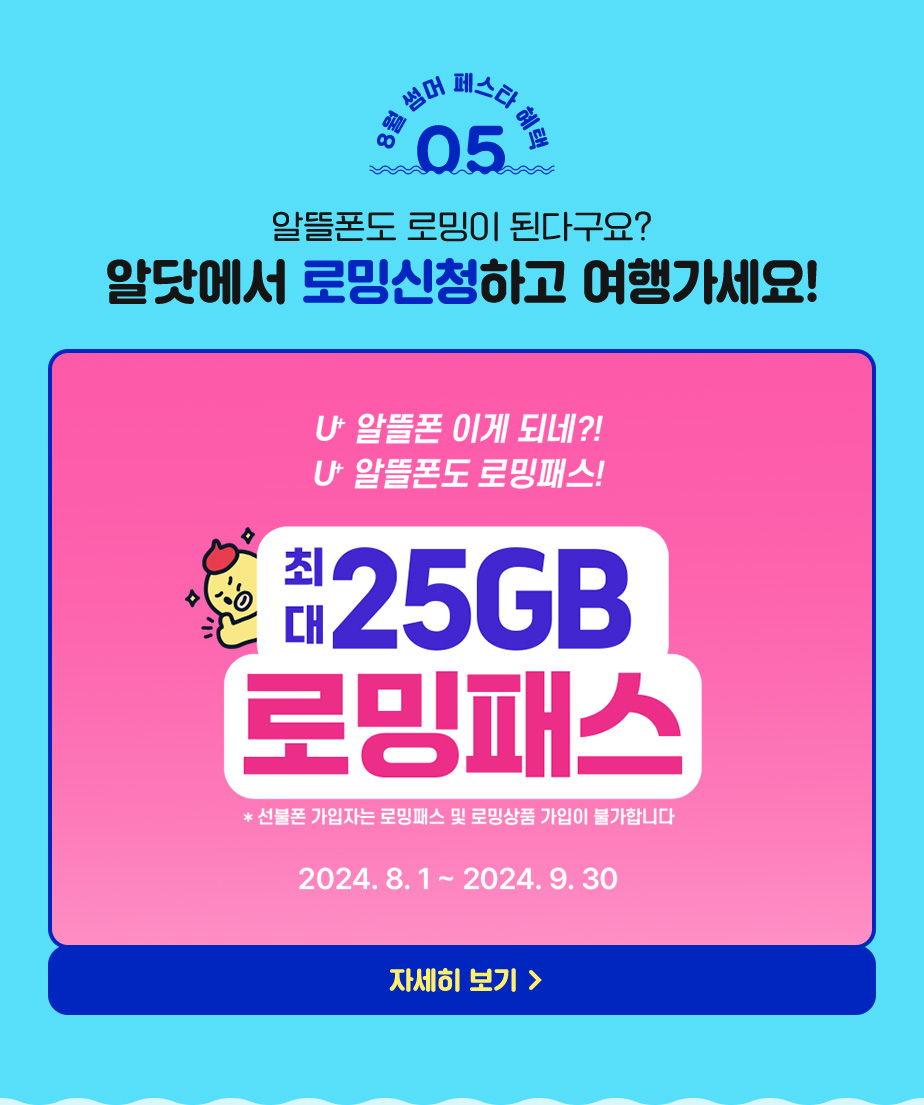 8월 썸머 페스타 혜택
05
알뜰폰도 로밍이 된다구요?
알닷에서 로밍신청하고 여행가세요!
U+ 알뜰폰 이게 되네?!
U+ 알뜰폰도 로밍패스!
최대 25GB
로밍패스
* 선불폰 가입자는 로밍패스 및 로밍상품 가입이 불가합니다
2024. 8. 1 ~ 2024. 9. 30
자세히 보기 >